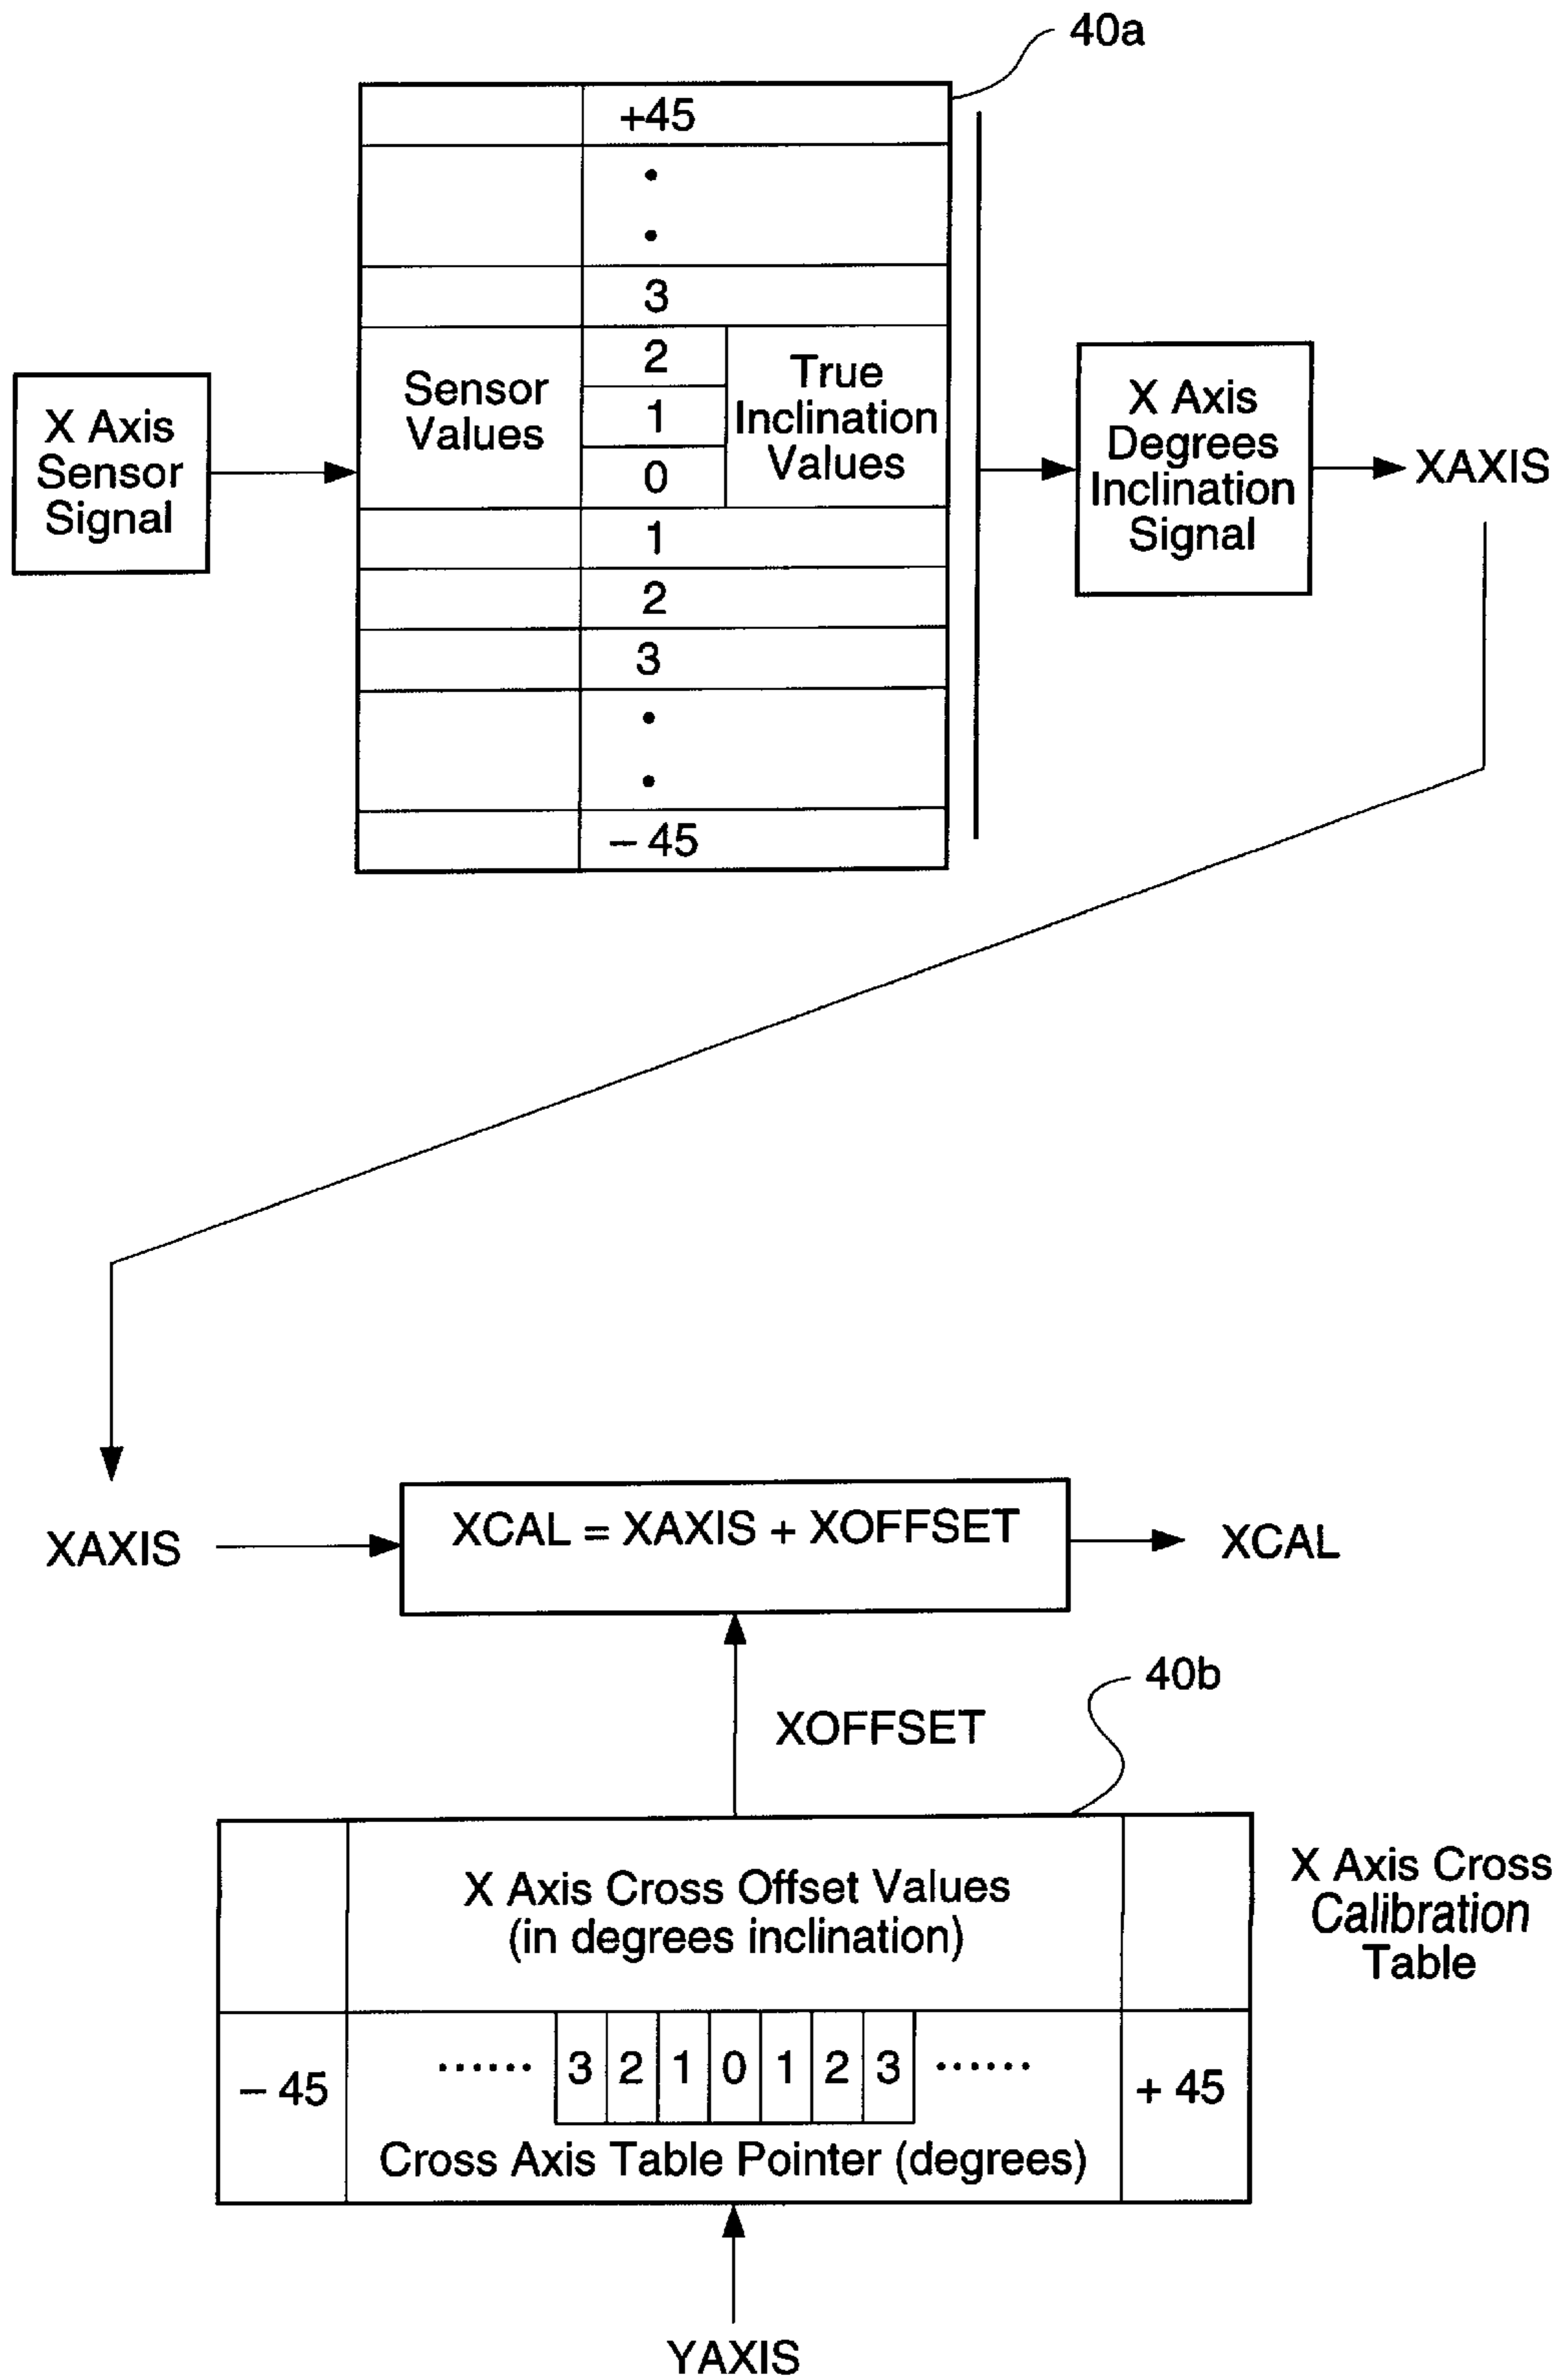 40a
+45
3
2
1
0
1
2
3
– 45
Sensor
Values
True
Inclination
Values
X Axis
Sensor
Signal
X Axis
Degrees
Inclination
Signal
XAXIS
XAXIS
XCAL = XAXIS + XOFFSET
XCAL
40b
XOFFSET
X Axis Cross Offset Values
(in degrees inclination)
X Axis Cross
Calibration
Table
– 45
...... 3 2 1 0 1 2 3 ......
+ 45
Cross Axis Table Pointer (degrees)
YAXIS